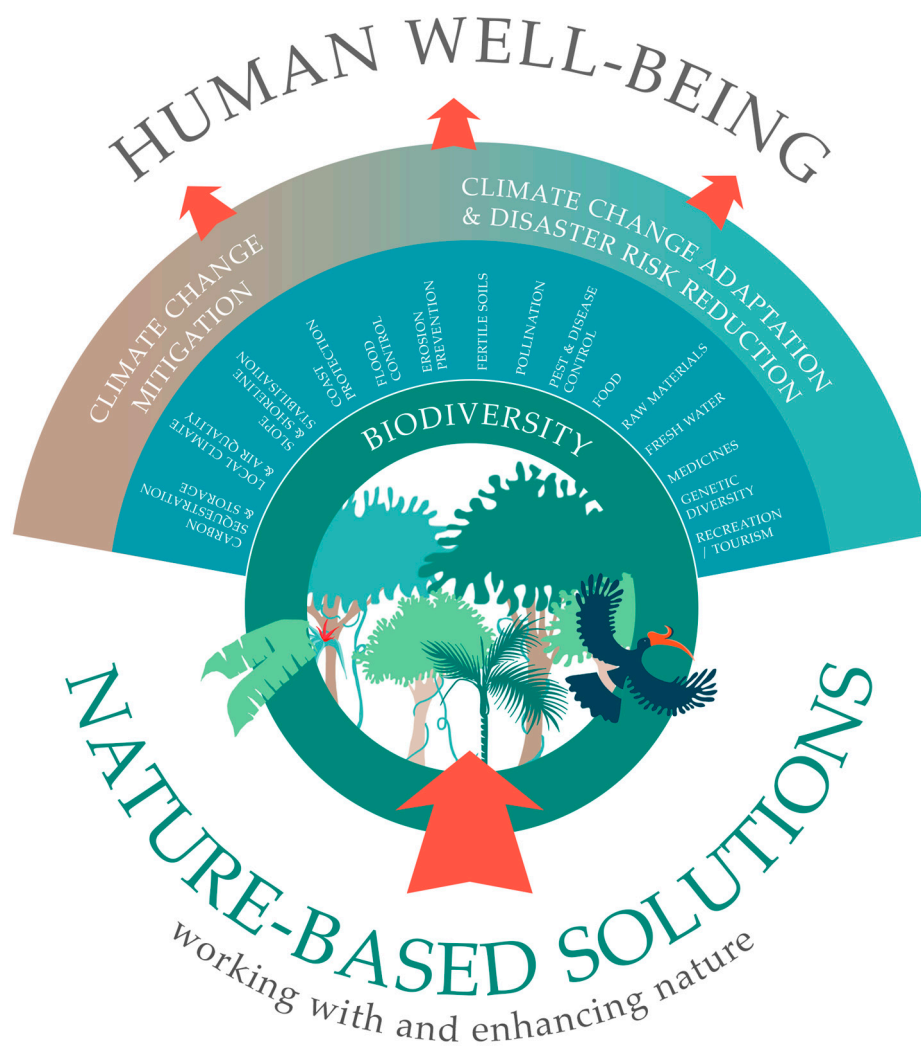 HUMAN WELL-BEING
CLIMATE CHANGE
MITIGATION
CLIMATE CHANGE ADAPTATION
& DISASTER RISK REDUCTION
CARBON
SEQUESTRATION
& STORAGE
LOCAL CLIMATE
& AIR QUALITY
SLOPE & SHORELINE
STABILISATION
COAST
PROTECTION
FOOD
CONTROL
EROSION
PREVENTION
FERTILE SOILS
POLLINATION
PEST & DISEASE
CONTROL
FOOD
RAW MATERIALS
FRESH WATER
MEDICINES
GENETIC
DIVERSITY
RECREATION
/ TOURISM
BIODIVERSITY
NATURE-BASED SOLUTIONS
working with and enhancing nature